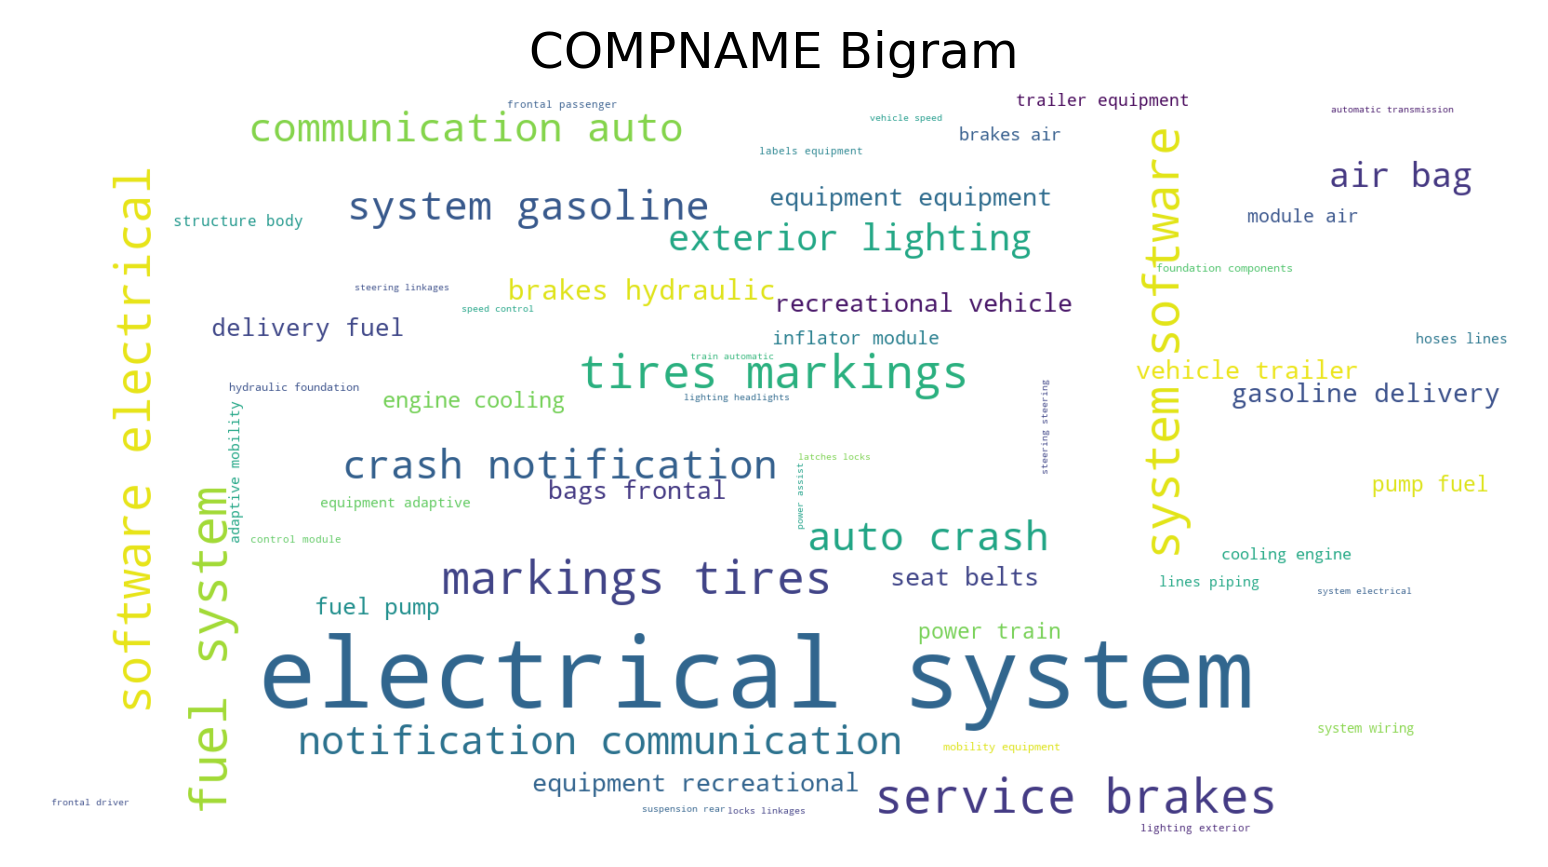 COMPNAME Bigram
frontal passenger
trailer equipment
automatic transmission
communication auto
vehicle speed
brakes air
labels equipment
software electrical
system software
air bag
system gasoline
equipment equipment
structure body
module air
exterior lighting
foundation components
steering linkages
brakes hydraulic
recreational vehicle
speed control
delivery fuel
inflator module
hoses lines
train automatic
tires markings
vehicle trailer
hydraulic foundation
engine cooling
lighting headlights
gasoline delivery
adaptive mobility
steering steering
crash notification
latches locks
bags frontal
power assist
pump fuel
equipment adaptive
fuel system
control module
auto crash
cooling engine
markings tires
seat belts
lines piping
system electrical
fuel pump
power train
electrical system
notification communication
mobility equipment
system wiring
equipment recreational
service brakes
frontal driver
suspension rear
locks linkages
lighting exterior